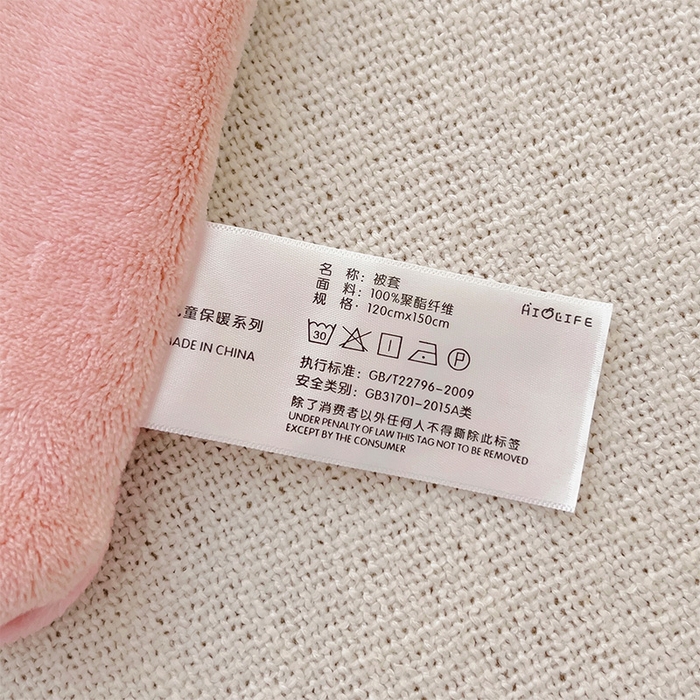 童保暖系列
MADE IN CHINA
名 称：被套
面 料：100%聚酯纤维
规 格：120cmx150cm
HIOLIFE
30
P
执行标准：GB/T22796-2009
安全类别：GB31701-2015A类
除了消费者以外任何人不得撕除此标签
UNDER PENALTY OF LAW THIS TAG NOT TO BE REMOVED
EXCEPT BY THE CONSUMER